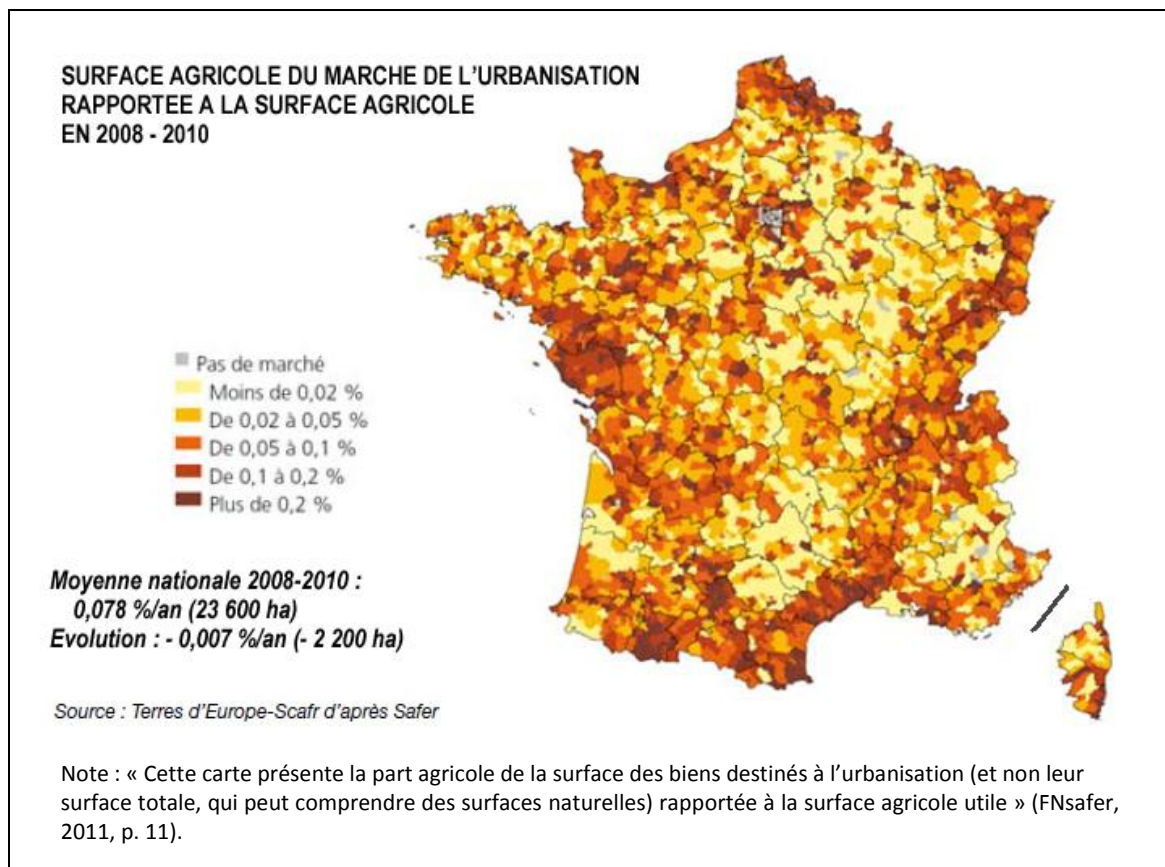 SURFACE AGRICOLE DU MARCHE DE L'URBANISATION
RAPPORTEE A LA SURFACE AGRICOLE
EN 2008 - 2010
Pas de marché
Moins de 0,02 %
De 0,02 à 0,05 %
De 0,05 à 0,1 %
De 0,1 à 0,2 %
Plus de 0,2 %
Moyenne nationale 2008-2010 :
0,078 %/an (23 600 ha)
Evolution : - 0,007 %/an (- 2 200 ha)
Source : Terres d'Europe-Scafr d'après Safer
Note : « Cette carte présente la part agricole de la surface des biens destinés à l'urbanisation (et non leur
surface totale, qui peut comprendre des surfaces naturelles) rapportée à la surface agricole utile » (FNsafer,
2011, p. 11).